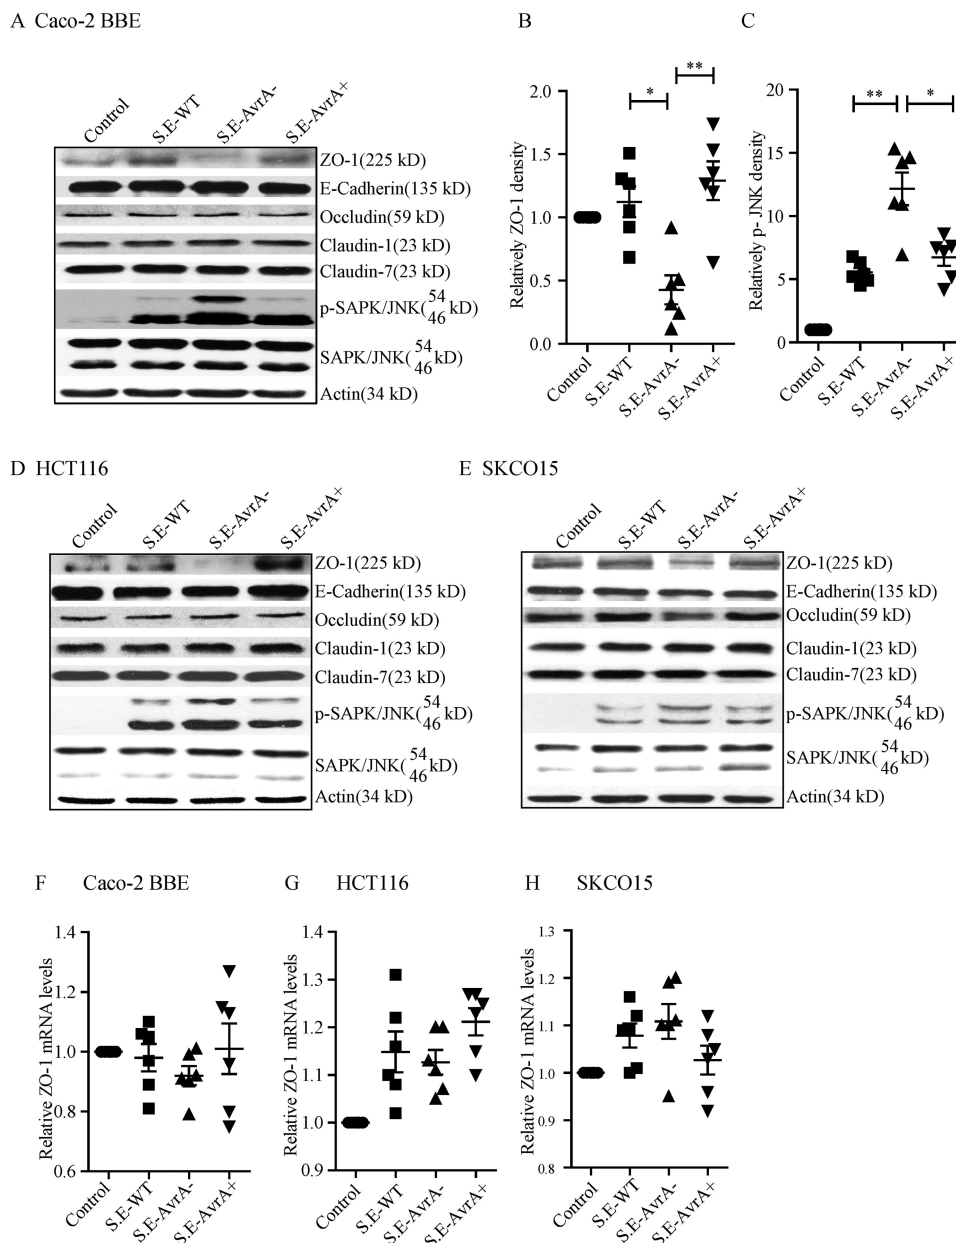 A Caco-2 BBE
Control
S.E-WT
S.E-AvrA-
S.E-AvrA+
ZO-1(225 kD)
E-Cadherin(135 kD)
Occludin(59 kD)
Claudin-1(23 kD)
Claudin-7(23 kD)
p-SAPK/JNK(54 46 kD)
SAPK/JNK(54 46 kD)
Actin(34 kD)
B
Relatively ZO-1 density
2.0
1.5
1.0
0.5
0.0
*
**
Control
S.E-WT
S.E-AvrA-
S.E-AvrA+
C
Relatively p- JNK density
20
15
10
5
0
**
*
Control
S.E-WT
S.E-AvrA-
S.E-AvrA+
D HCT116
Control
S.E-WT
S.E-AvrA-
S.E-AvrA+
ZO-1(225 kD)
E-Cadherin(135 kD)
Occludin(59 kD)
Claudin-1(23 kD)
Claudin-7(23 kD)
p-SAPK/JNK(54 46 kD)
SAPK/JNK(54 46 kD)
Actin(34 kD)
E SKCO15
Control
S.E-WT
S.E-AvrA-
S.E-AvrA+
ZO-1(225 kD)
E-Cadherin(135 kD)
Occludin(59 kD)
Claudin-1(23 kD)
Claudin-7(23 kD)
p-SAPK/JNK(54 46 kD)
SAPK/JNK(54 46 kD)
Actin(34 kD)
F Caco-2 BBE
Relative ZO-1 mRNA levels
1.4
1.2
1.0
0.8
0.6
Control
S.E-WT
S.E-AvrA-
S.E-AvrA+
G HCT116
Relative ZO-1 mRNA levels
1.4
1.3
1.2
1.1
1.0
0.9
Control
S.E-WT
S.E-AvrA-
S.E-AvrA+
H SKCO15
Relative ZO-1 mRNA levels
1.3
1.2
1.1
1.0
0.9
0.8
Control
S.E-WT
S.E-AvrA-
S.E-AvrA+